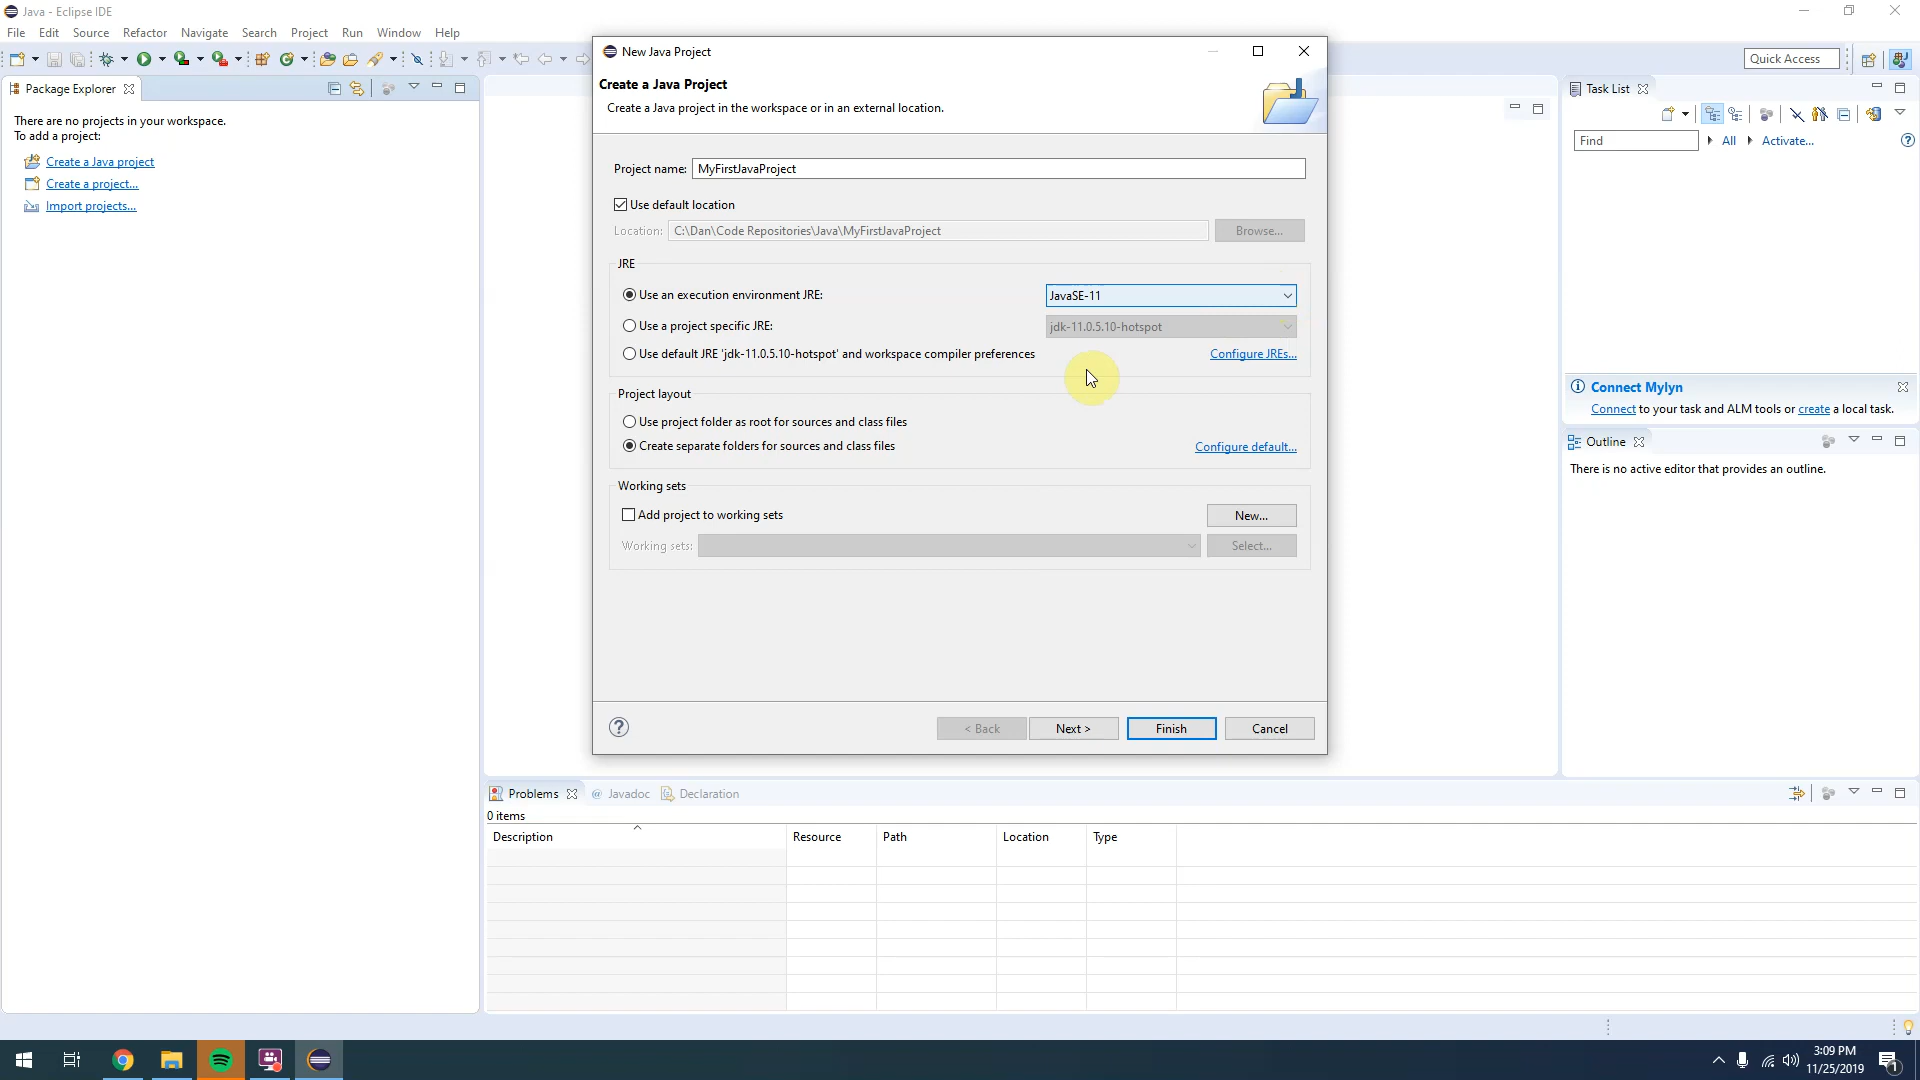 Java - Eclipse IDE
File Edit Source Refactor Navigate Search Project Run Window Help
Quick Access
Package Explorer
There are no projects in your workspace.
To add a project:
Create a Java project
Create a project...
Import projects...
New Java Project
Create a Java Project
Create a Java project in the workspace or in an external location.
Project name: MyFirstJavaProject
Use default location
Location: C:\Dan\Code Repositories\Java\MyFirstJavaProject Browse...
JRE
Use an execution environment JRE: JavaSE-11
Use a project specific JRE: jdk-11.0.5.10-hotspot
Use default JRE 'jdk-11.0.5.10-hotspot' and workspace compiler preferences Configure JREs...
Project layout
Use project folder as root for sources and class files
Create separate folders for sources and class files Configure default...
Working sets
Add project to working sets New...
Working sets: Select...
? < Back Next > Finish Cancel
Task List
Find All Activate... ?
Connect Mylyn
Connect to your task and ALM tools or create a local task.
Outline
There is no active editor that provides an outline.
Problems @ Javadoc Declaration
0 items
Description Resource Path Location Type
3:09 PM
11/25/2019
1